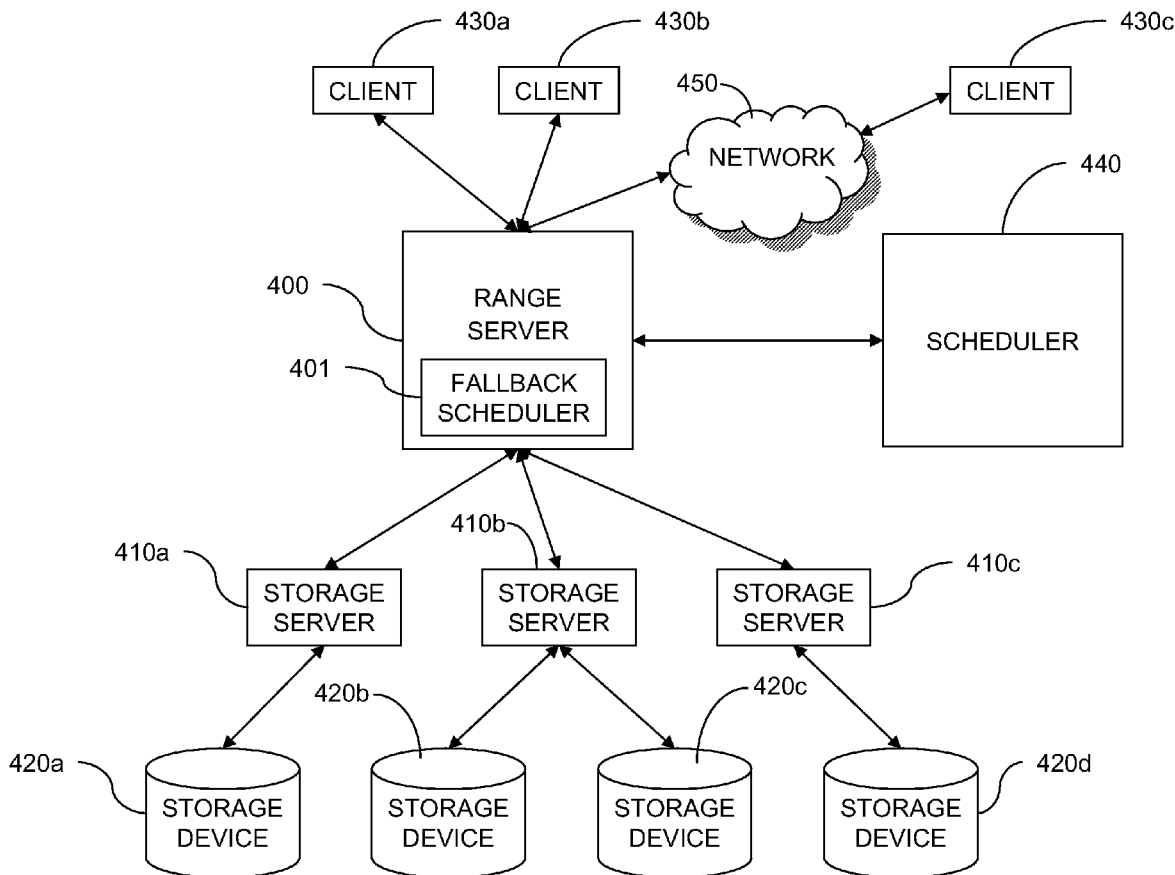 430a
430b
430c
CLIENT
CLIENT
CLIENT
450
NETWORK
440
400
RANGE
SERVER
SCHEDULER
401
FALLBACK
SCHEDULER
410a
410b
410c
STORAGE
SERVER
STORAGE
SERVER
STORAGE
SERVER
420b
420c
420a
420d
STORAGE
DEVICE
STORAGE
DEVICE
STORAGE
DEVICE
STORAGE
DEVICE